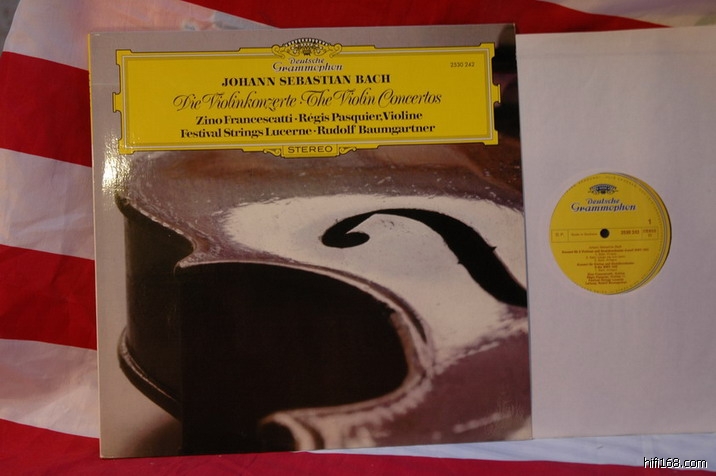 Deutsche
Grammophon
2530 242
JOHANN SEBASTIAN BACH
Die Violinkonzerte · The Violin Concertos
Zino Francescatti · Régis Pasquier, Violine
Festival Strings Lucerne · Rudolf Baumgartner
STEREO
Deutsche
Grammophon
1
hifi168.com